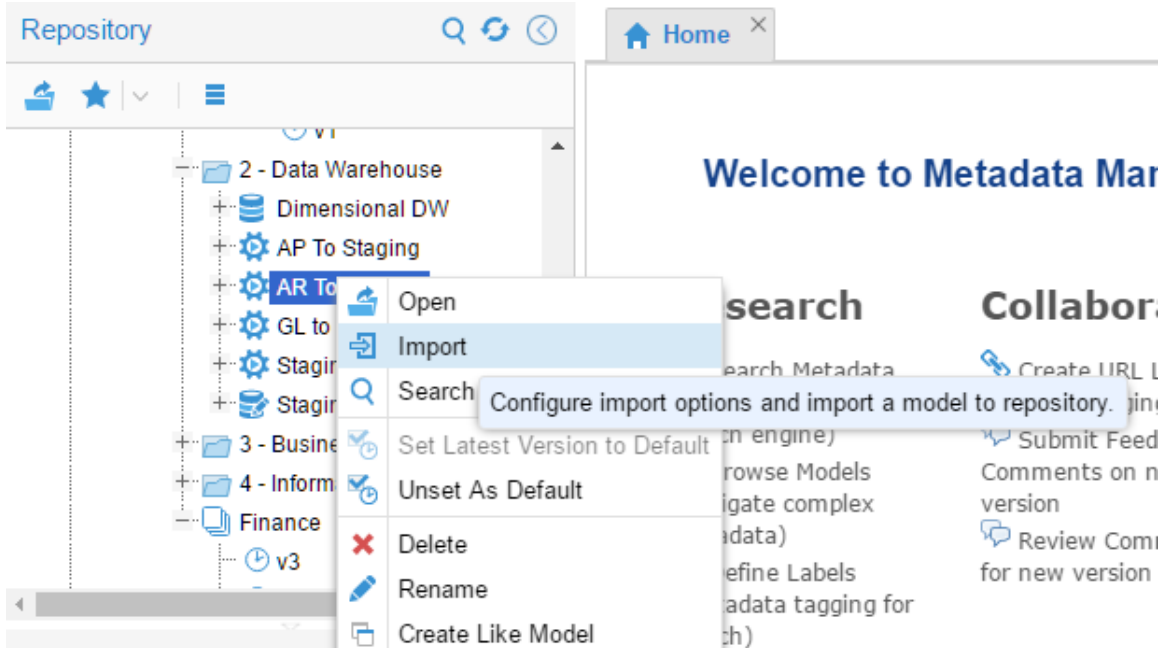 Repository
Home
V1
2 - Data Warehouse
Dimensional DW
AP To Staging
AR To
GL to
Stagin
Stagin
3 - Busine
4 - Inform
Finance
v3
Open
Import
Search
Configure import options and import a model to repository.
Set Latest Version to Default
Unset As Default
Delete
Rename
Create Like Model
Welcome to Metadata Mar
search
earch Metadata
ch engine)
rowse Models
igate complex
adata)
efine Labels
adata tagging for
ch)
Collabora
Create URL L
ging
Submit Feed
Comments on n
version
Review Comm
for new version